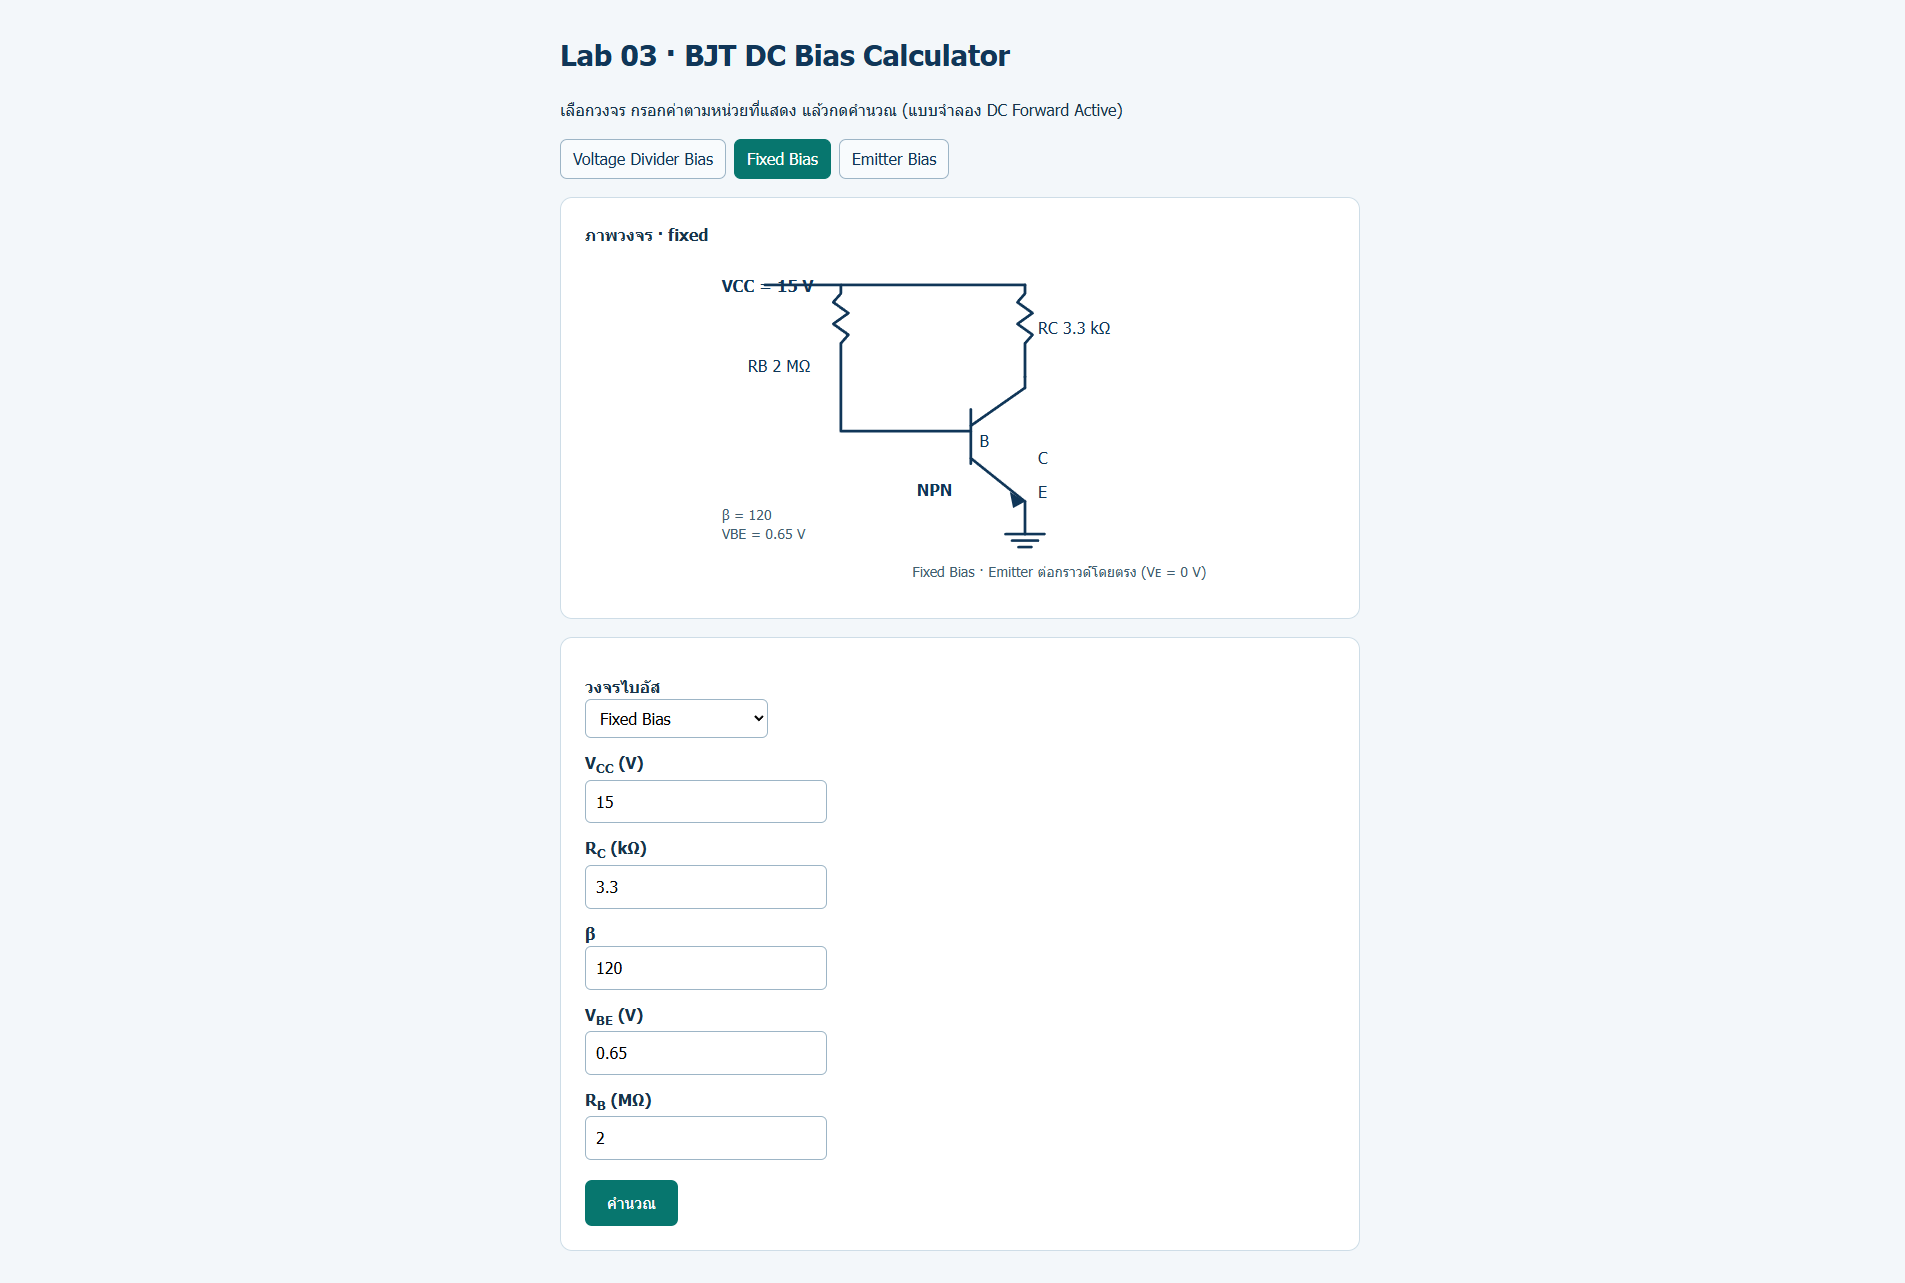 Lab 03 · BJT DC Bias Calculator
เลือกวงจร กรอกค่าตามหน่วยที่แสดง แล้วกดคำนวณ (แบบจำลอง DC Forward Active)
Voltage Divider Bias Fixed Bias Emitter Bias
ภาพวงจร · fixed
VCC = 15 V
RC 3.3 kΩ
RB 2 MΩ
B
C
NPN
E
β = 120
VBE = 0.65 V
Fixed Bias · Emitter ต่อกราวด์โดยตรง (VE = 0 V)
วงจรไบอัส
Fixed Bias
VCC (V)
15
RC (kΩ)
3.3
β
120
VBE (V)
0.65
RB (MΩ)
2
คำนวณ